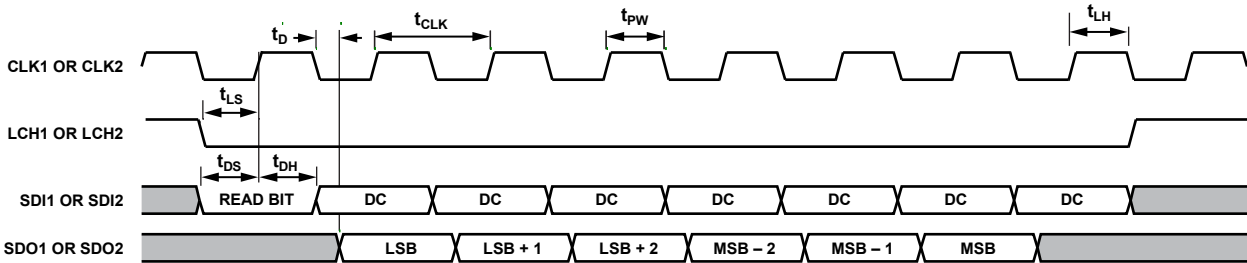 tD tCLK tPW tLH
CLK1 OR CLK2
tLS
LCH1 OR LCH2
tDS tDH
SDI1 OR SDI2 READ BIT DC DC DC DC DC DC DC
SDO1 OR SDO2 LSB LSB + 1 LSB + 2 MSB – 2 MSB – 1 MSB